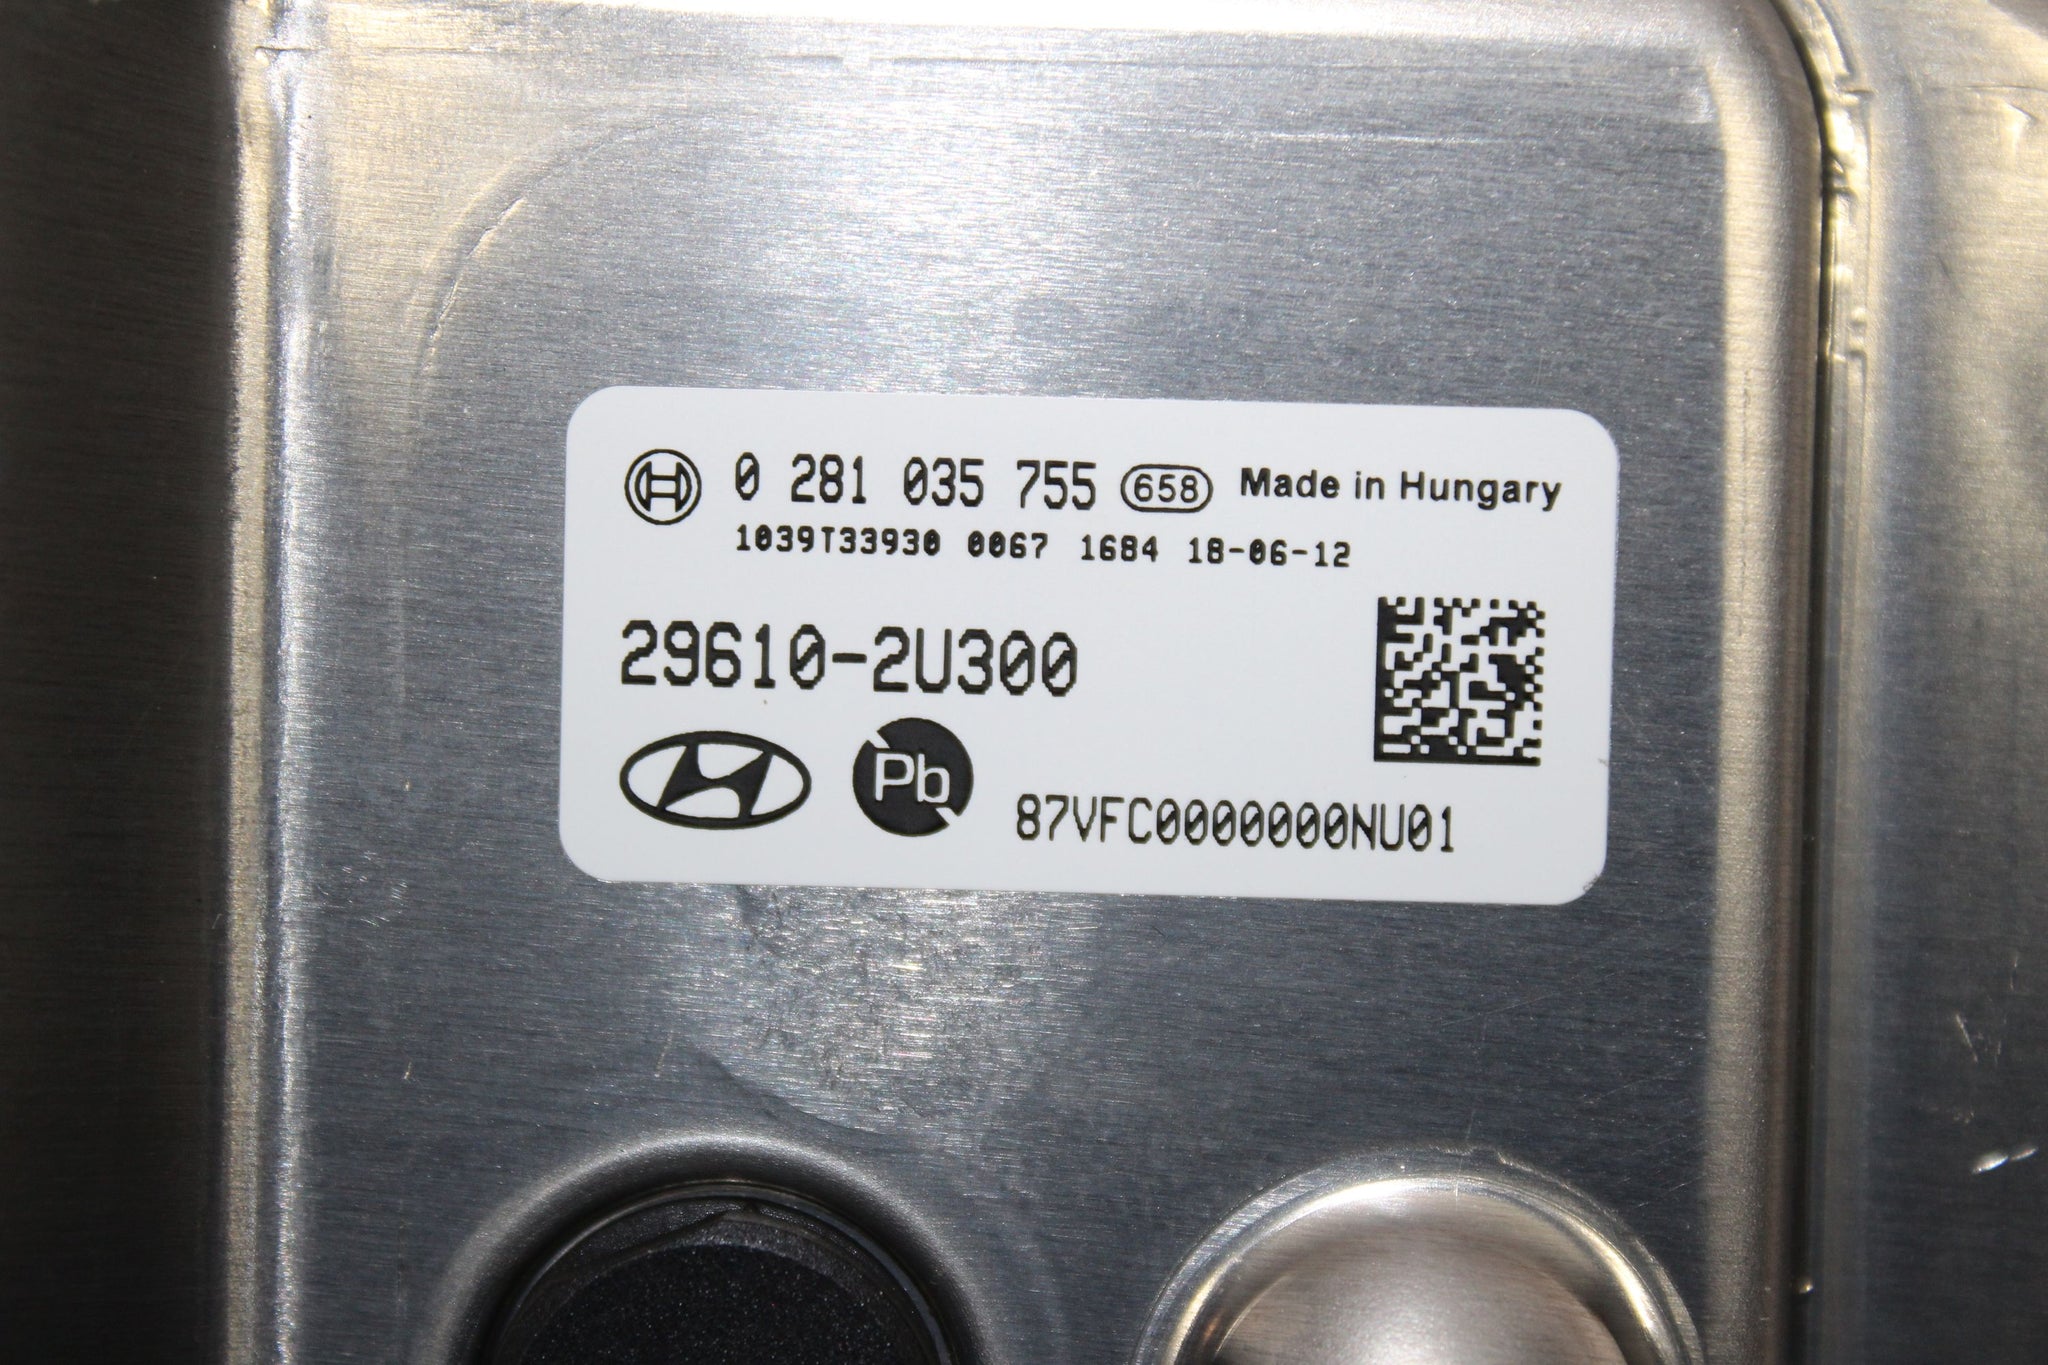 0 281 035 755 658 Made in Hungary
1039T33930 0067 1684 18-06-12
29610-2U300
Pb
87VFC0000000NU01